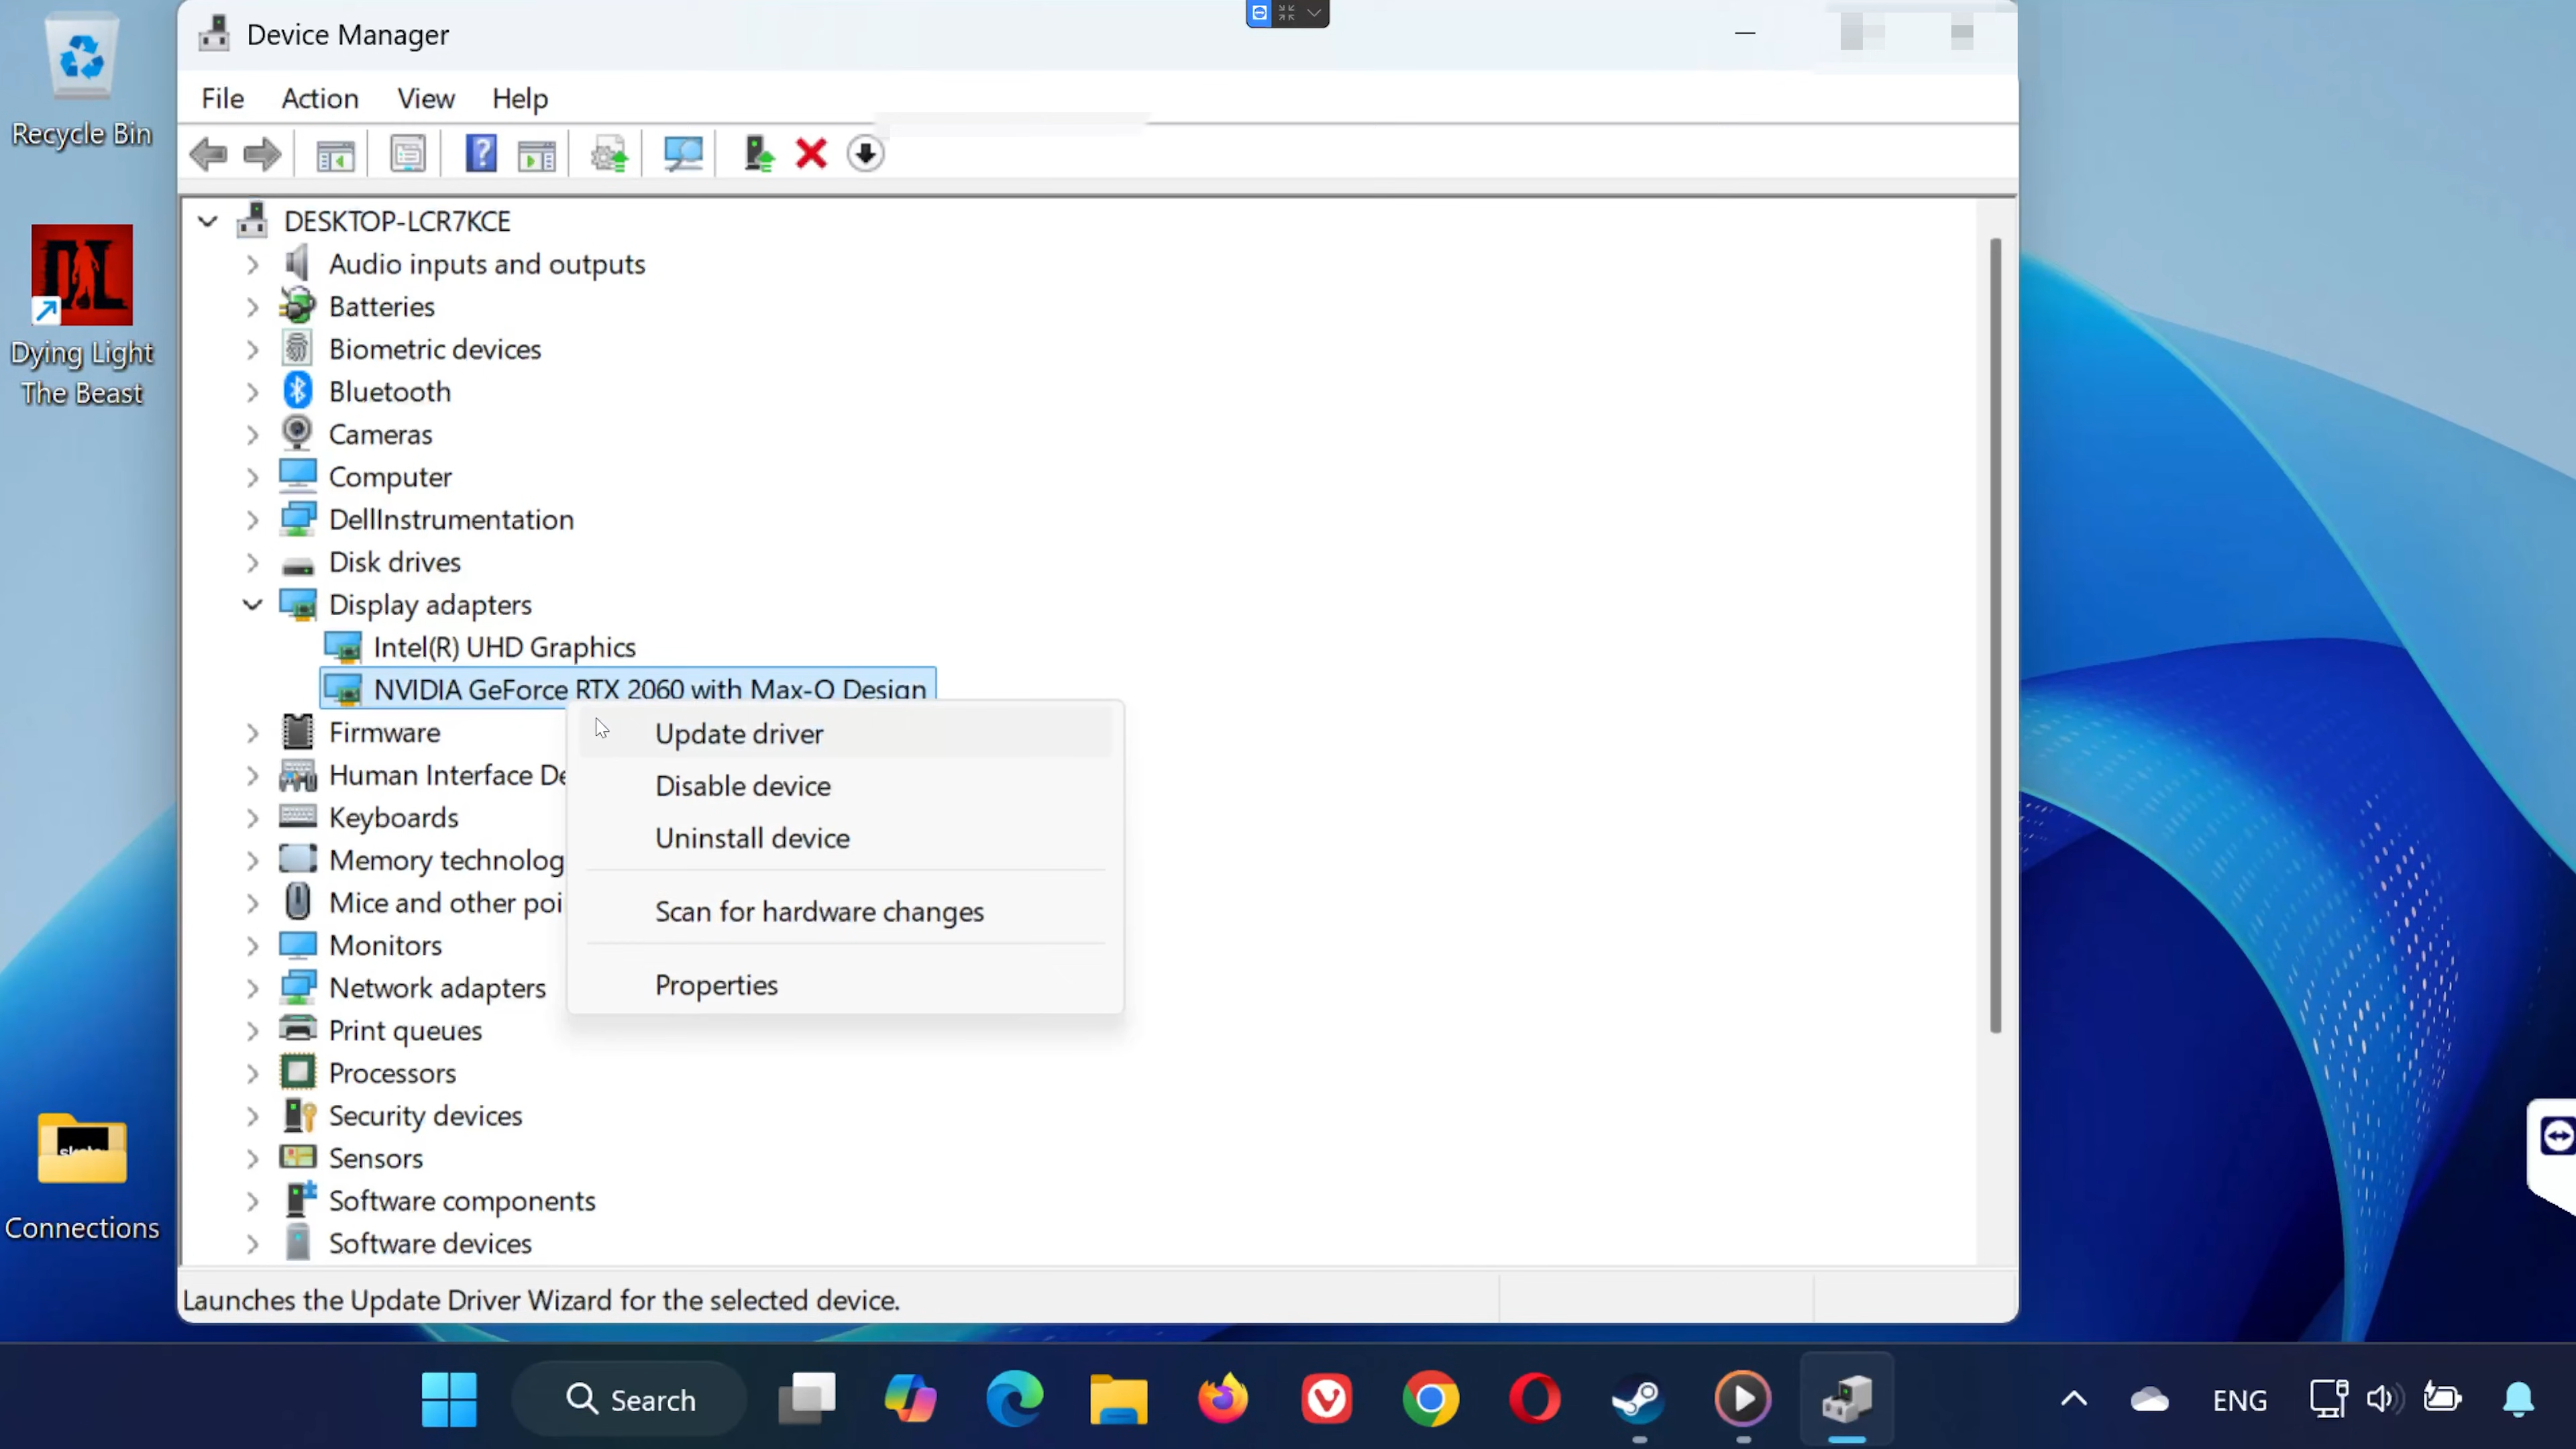 Device Manager
File Action View Help
Recycle Bin
Dying Light
The Beast
Connections
DESKTOP-LCR7KCE
Audio inputs and outputs
Batteries
Biometric devices
Bluetooth
Cameras
Computer
DellInstrumentation
Disk drives
Display adapters
Intel(R) UHD Graphics
NVIDIA GeForce RTX 2060 with Max-Q Design
Firmware
Human Interface De
Keyboards
Memory technolog
Mice and other poi
Monitors
Network adapters
Print queues
Processors
Security devices
Sensors
Software components
Software devices
Update driver
Disable device
Uninstall device
Scan for hardware changes
Properties
Launches the Update Driver Wizard for the selected device.
Search
ENG